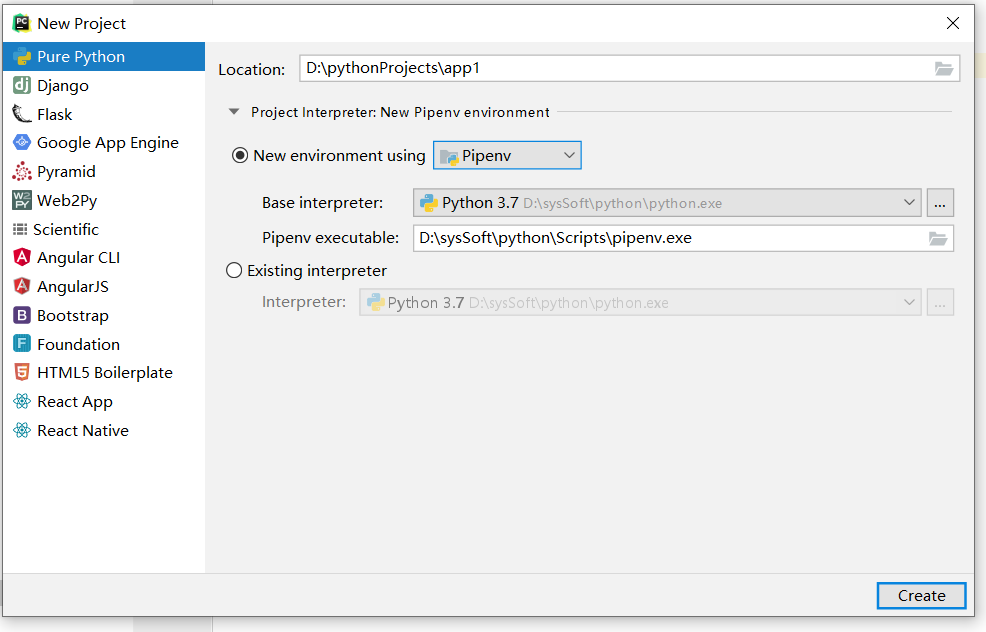 New Project
Pure Python
Django
Flask
Google App Engine
Pyramid
Web2Py
Scientific
Angular CLI
AngularJS
Bootstrap
Foundation
HTML5 Boilerplate
React App
React Native
Location: D:\pythonProjects\app1
Project Interpreter: New Pipenv environment
New environment using Pipenv
Base interpreter: Python 3.7 D:\sysSoft\python\python.exe ...
Pipenv executable: D:\sysSoft\python\Scripts\pipenv.exe
Existing interpreter
Interpreter: Python 3.7 D:\sysSoft\python\python.exe ...
Create